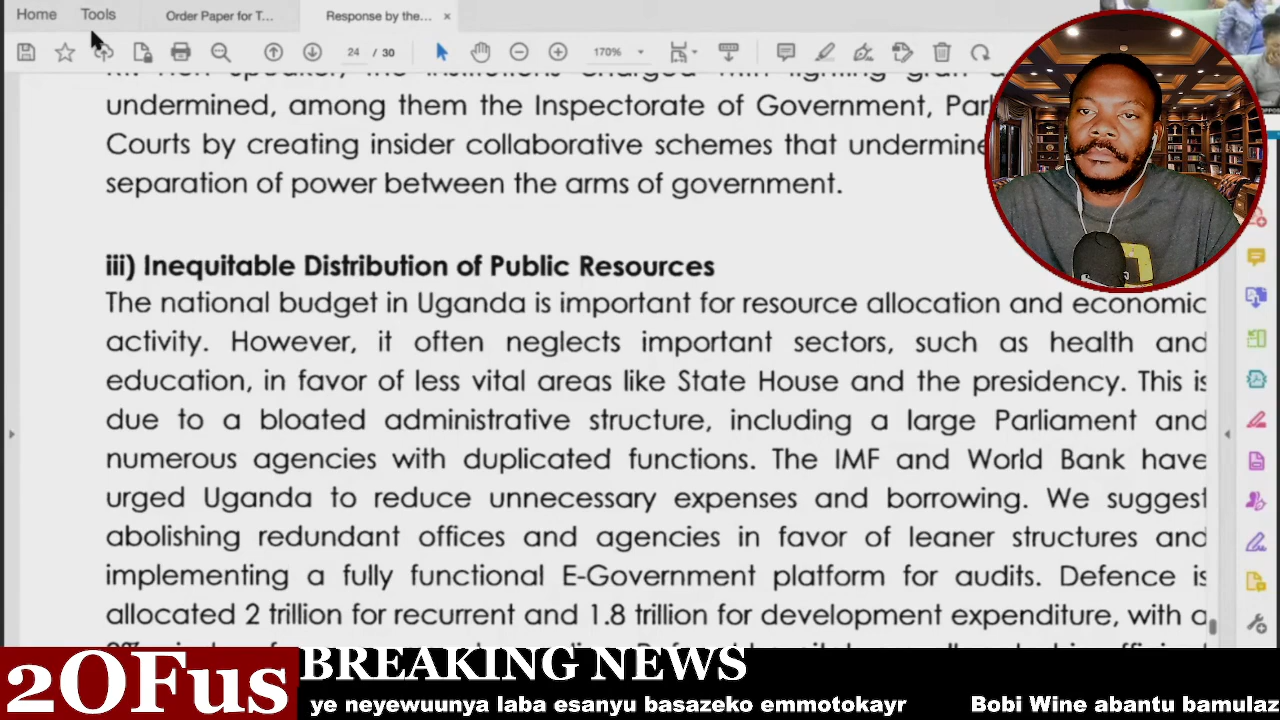 Home
Tools
Order Paper for T...
Response by the...
24 / 30
170%
undermined, among them the Inspectorate of Government,
Courts by creating insider collaborative schemes that
separation of power between the arms of government.
iii) Inequitable Distribution of Public Resources
The national budget in Uganda is important for resource allocation and economic
activity. However, it often neglects important sectors, such as health and
education, in favor of less vital areas like State House and the presidency. This is
due to a bloated administrative structure, including a large Parliament and
numerous agencies with duplicated functions. The IMF and World Bank have
urged Uganda to reduce unnecessary expenses and borrowing. We suggest
abolishing redundant offices and agencies in favor of leaner structures and
implementing a fully functional E-Government platform for audits. Defence is
allocated 2 trillion for recurrent and 1.8 trillion for development expenditure, with a
2OFus
BREAKING NEWS
ye neyewuunya laba esanyu basazeko emmotokayr
Bobi Wine abantu bamulaz